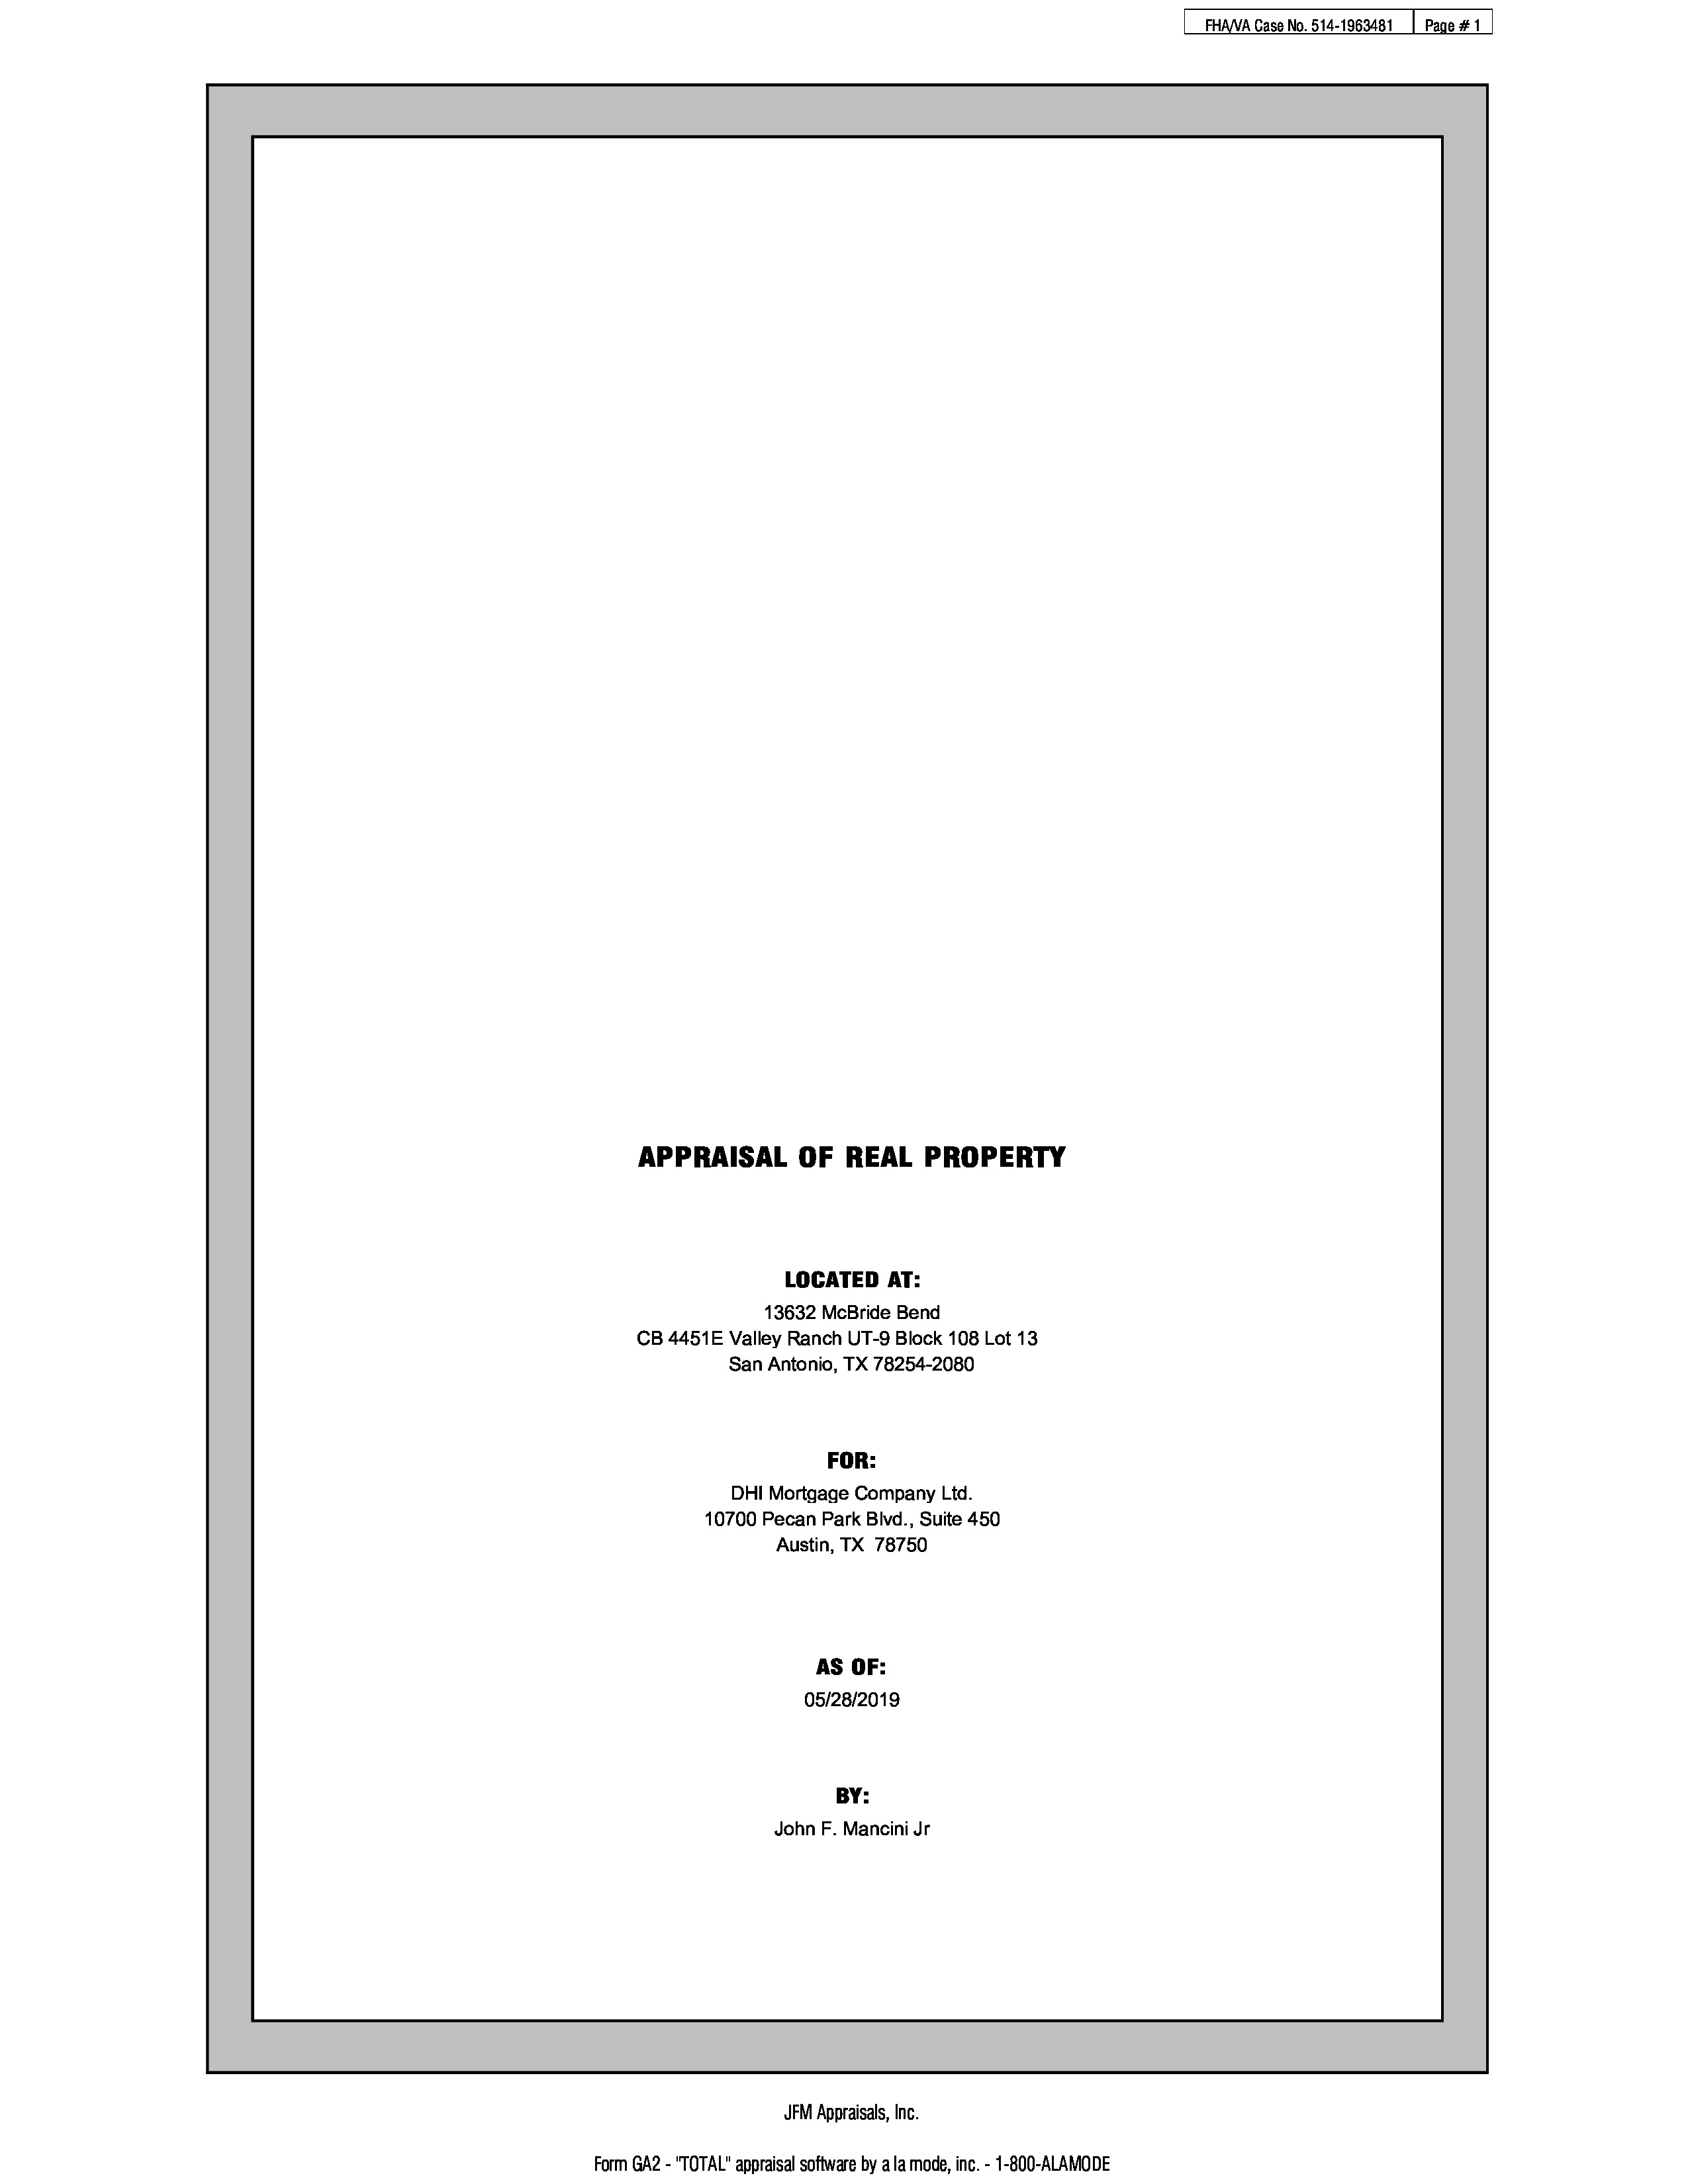 FHA/VA Case No. 514-1963481 Page # 1
APPRAISAL OF REAL PROPERTY
LOCATED AT:
13632 McBride Bend
CB 4451E Valley Ranch UT-9 Block 108 Lot 13
San Antonio, TX 78254-2080
FOR:
DHI Mortgage Company Ltd.
10700 Pecan Park Blvd., Suite 450
Austin, TX 78750
AS OF:
05/28/2019
BY:
John F. Mancini Jr
JFM Appraisals, Inc.
Form GA2 - "TOTAL" appraisal software by a la mode, inc. - 1-800-ALAMODE